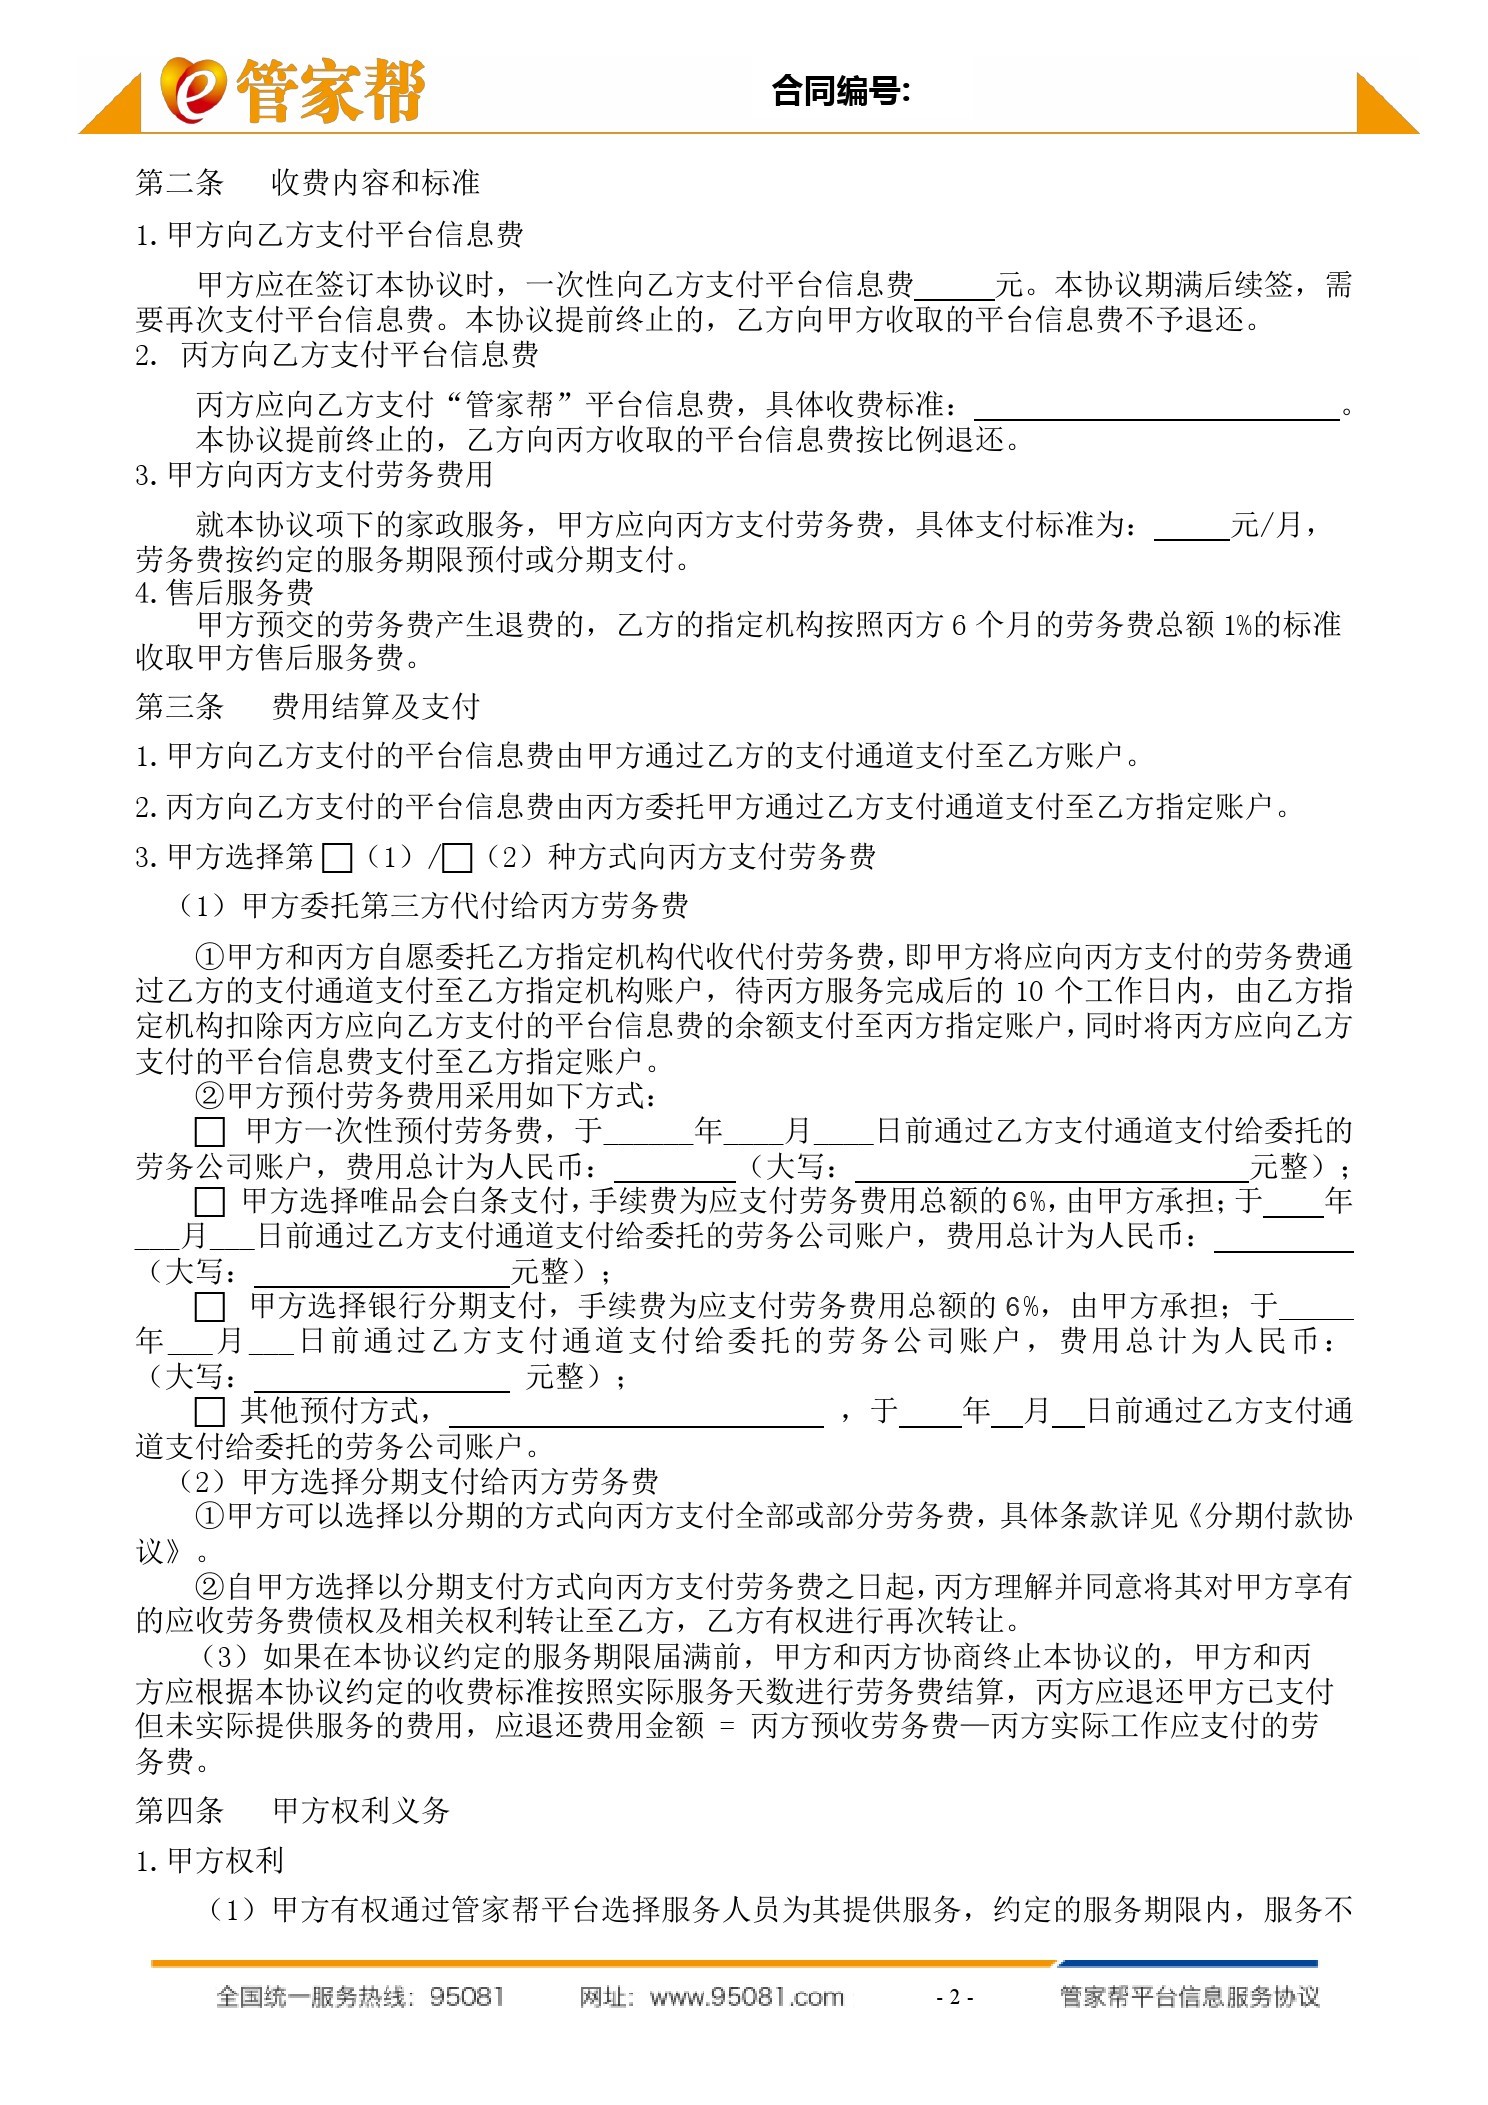 e管家帮
合同编号:
第二条 收费内容和标准
1.甲方向乙方支付平台信息费
甲方应在签订本协议时，一次性向乙方支付平台信息费_____元。本协议期满后续签，需
要再次支付平台信息费。本协议提前终止的，乙方向甲方收取的平台信息费不予退还。
2. 丙方向乙方支付平台信息费
丙方应向乙方支付“管家帮”平台信息费，具体收费标准：________________________。
本协议提前终止的，乙方向丙方收取的平台信息费按比例退还。
3.甲方向丙方支付劳务费用
就本协议项下的家政服务，甲方应向丙方支付劳务费，具体支付标准为：_____元/月，
劳务费按约定的服务期限预付或分期支付。
4.售后服务费
甲方预交的劳务费产生退费的，乙方的指定机构按照丙方 6 个月的劳务费总额 1%的标准
收取甲方售后服务费。
第三条 费用结算及支付
1.甲方向乙方支付的平台信息费由甲方通过乙方的支付通道支付至乙方账户。
2.丙方向乙方支付的平台信息费由丙方委托甲方通过乙方支付通道支付至乙方指定账户。
3.甲方选择第□（1）/□（2）种方式向丙方支付劳务费
（1）甲方委托第三方代付给丙方劳务费
①甲方和丙方自愿委托乙方指定机构代收代付劳务费，即甲方将应向丙方支付的劳务费通
过乙方的支付通道支付至乙方指定机构账户，待丙方服务完成后的 10 个工作日内，由乙方指
定机构扣除丙方应向乙方支付的平台信息费的余额支付至丙方指定账户，同时将丙方应向乙方
支付的平台信息费支付至乙方指定账户。
②甲方预付劳务费用采用如下方式：
□ 甲方一次性预付劳务费，于______年____月____日前通过乙方支付通道支付给委托的
劳务公司账户，费用总计为人民币：________（大写：__________________________元整）；
□ 甲方选择唯品会白条支付，手续费为应支付劳务费用总额的6%，由甲方承担；于____年
___月___日前通过乙方支付通道支付给委托的劳务公司账户，费用总计为人民币：_________
（大写：_________________元整）；
□ 甲方选择银行分期支付，手续费为应支付劳务费用总额的 6%，由甲方承担；于_____
年___月___日前通过乙方支付通道支付给委托的劳务公司账户，费用总计为人民币：
（大写：_________________ 元整）；
□ 其他预付方式，_________________________ ，于____年__月__日前通过乙方支付通
道支付给委托的劳务公司账户。
（2）甲方选择分期支付给丙方劳务费
①甲方可以选择以分期的方式向丙方支付全部或部分劳务费，具体条款详见《分期付款协
议》。
②自甲方选择以分期支付方式向丙方支付劳务费之日起，丙方理解并同意将其对甲方享有
的应收劳务费债权及相关权利转让至乙方，乙方有权进行再次转让。
（3）如果在本协议约定的服务期限届满前，甲方和丙方协商终止本协议的，甲方和丙
方应根据本协议约定的收费标准按照实际服务天数进行劳务费结算，丙方应退还甲方已支付
但未实际提供服务的费用，应退还费用金额 = 丙方预收劳务费—丙方实际工作应支付的劳
务费。
第四条 甲方权利义务
1.甲方权利
（1）甲方有权通过管家帮平台选择服务人员为其提供服务，约定的服务期限内，服务不
全国统一服务热线：95081 网址：www.95081.com - 2 - 管家帮平台信息服务协议